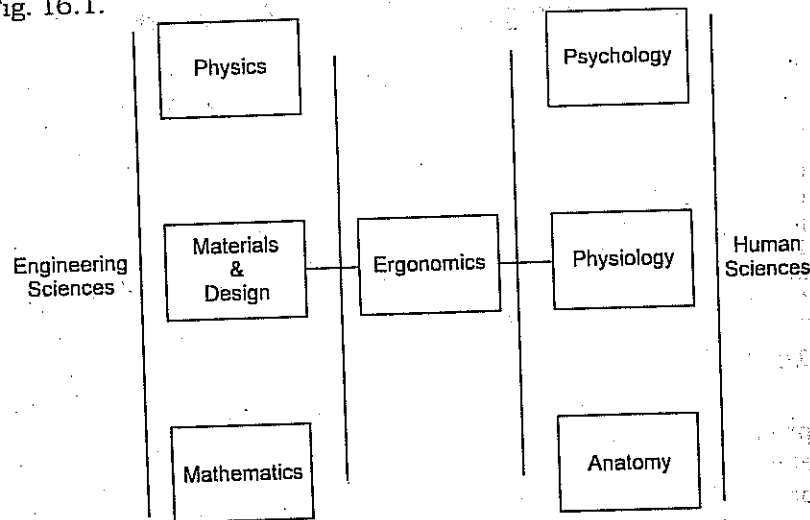 Fig. 16.1.
Physics
Psychology
Engineering
Sciences
Materials
&
Design
Ergonomics
Physiology
Human
Sciences
Mathematics
Anatomy